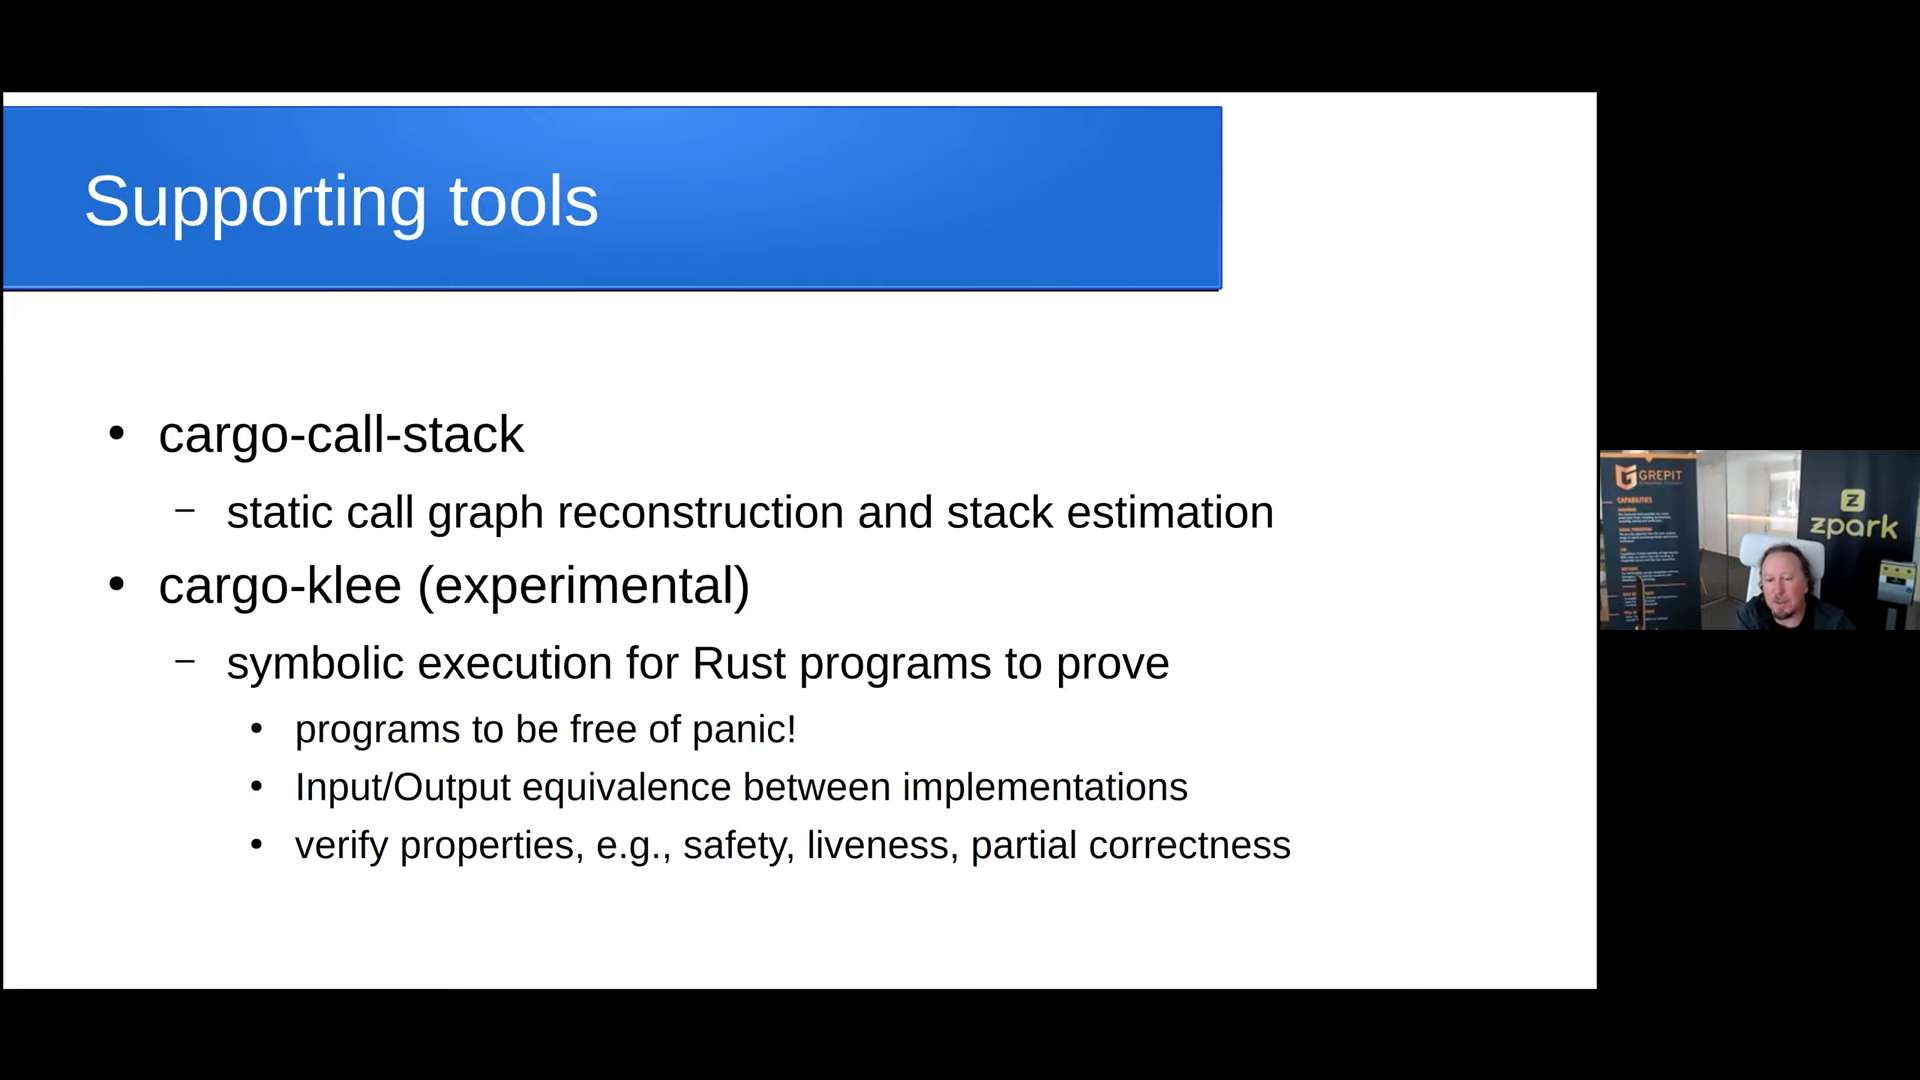 Supporting tools
• cargo-call-stack
– static call graph reconstruction and stack estimation
• cargo-klee (experimental)
– symbolic execution for Rust programs to prove
• programs to be free of panic!
• Input/Output equivalence between implementations
• verify properties, e.g., safety, liveness, partial correctness
GREPIT
CAPABILITIES
z
zpark